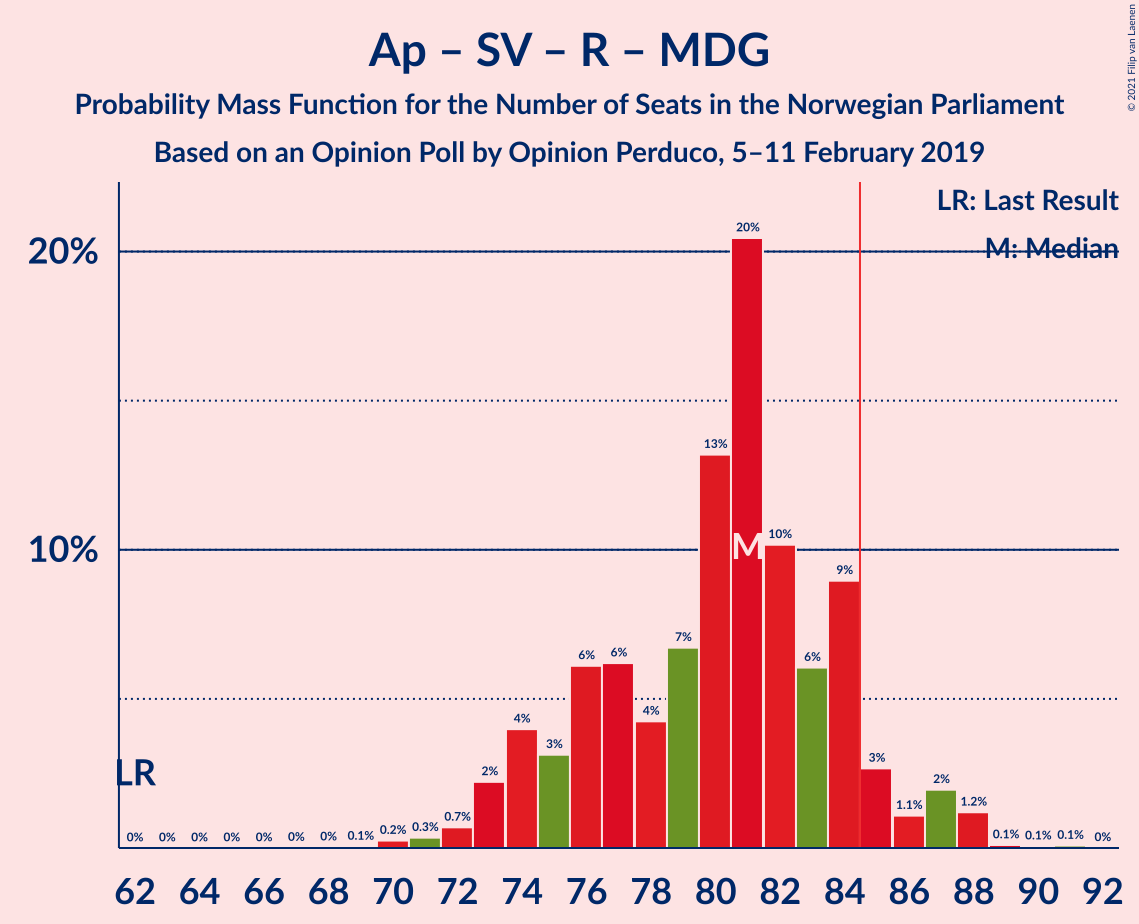 Ap – SV – R – MDG
Probability Mass Function for the Number of Seats in the Norwegian Parliament
Based on an Opinion Poll by Opinion Perduco, 5–11 February 2019
© 2021 Filip van Laenen
LR: Last Result
M: Median
20%
10%
LR
M
0% 0% 0% 0% 0% 0% 0% 0.1% 0.2% 0.3% 0.7% 2% 4% 3% 6% 6% 4% 7% 13% 20% 10% 6% 9% 3% 1.1% 2% 1.2% 0.1% 0.1% 0.1% 0%
62 64 66 68 70 72 74 76 78 80 82 84 86 88 90 92